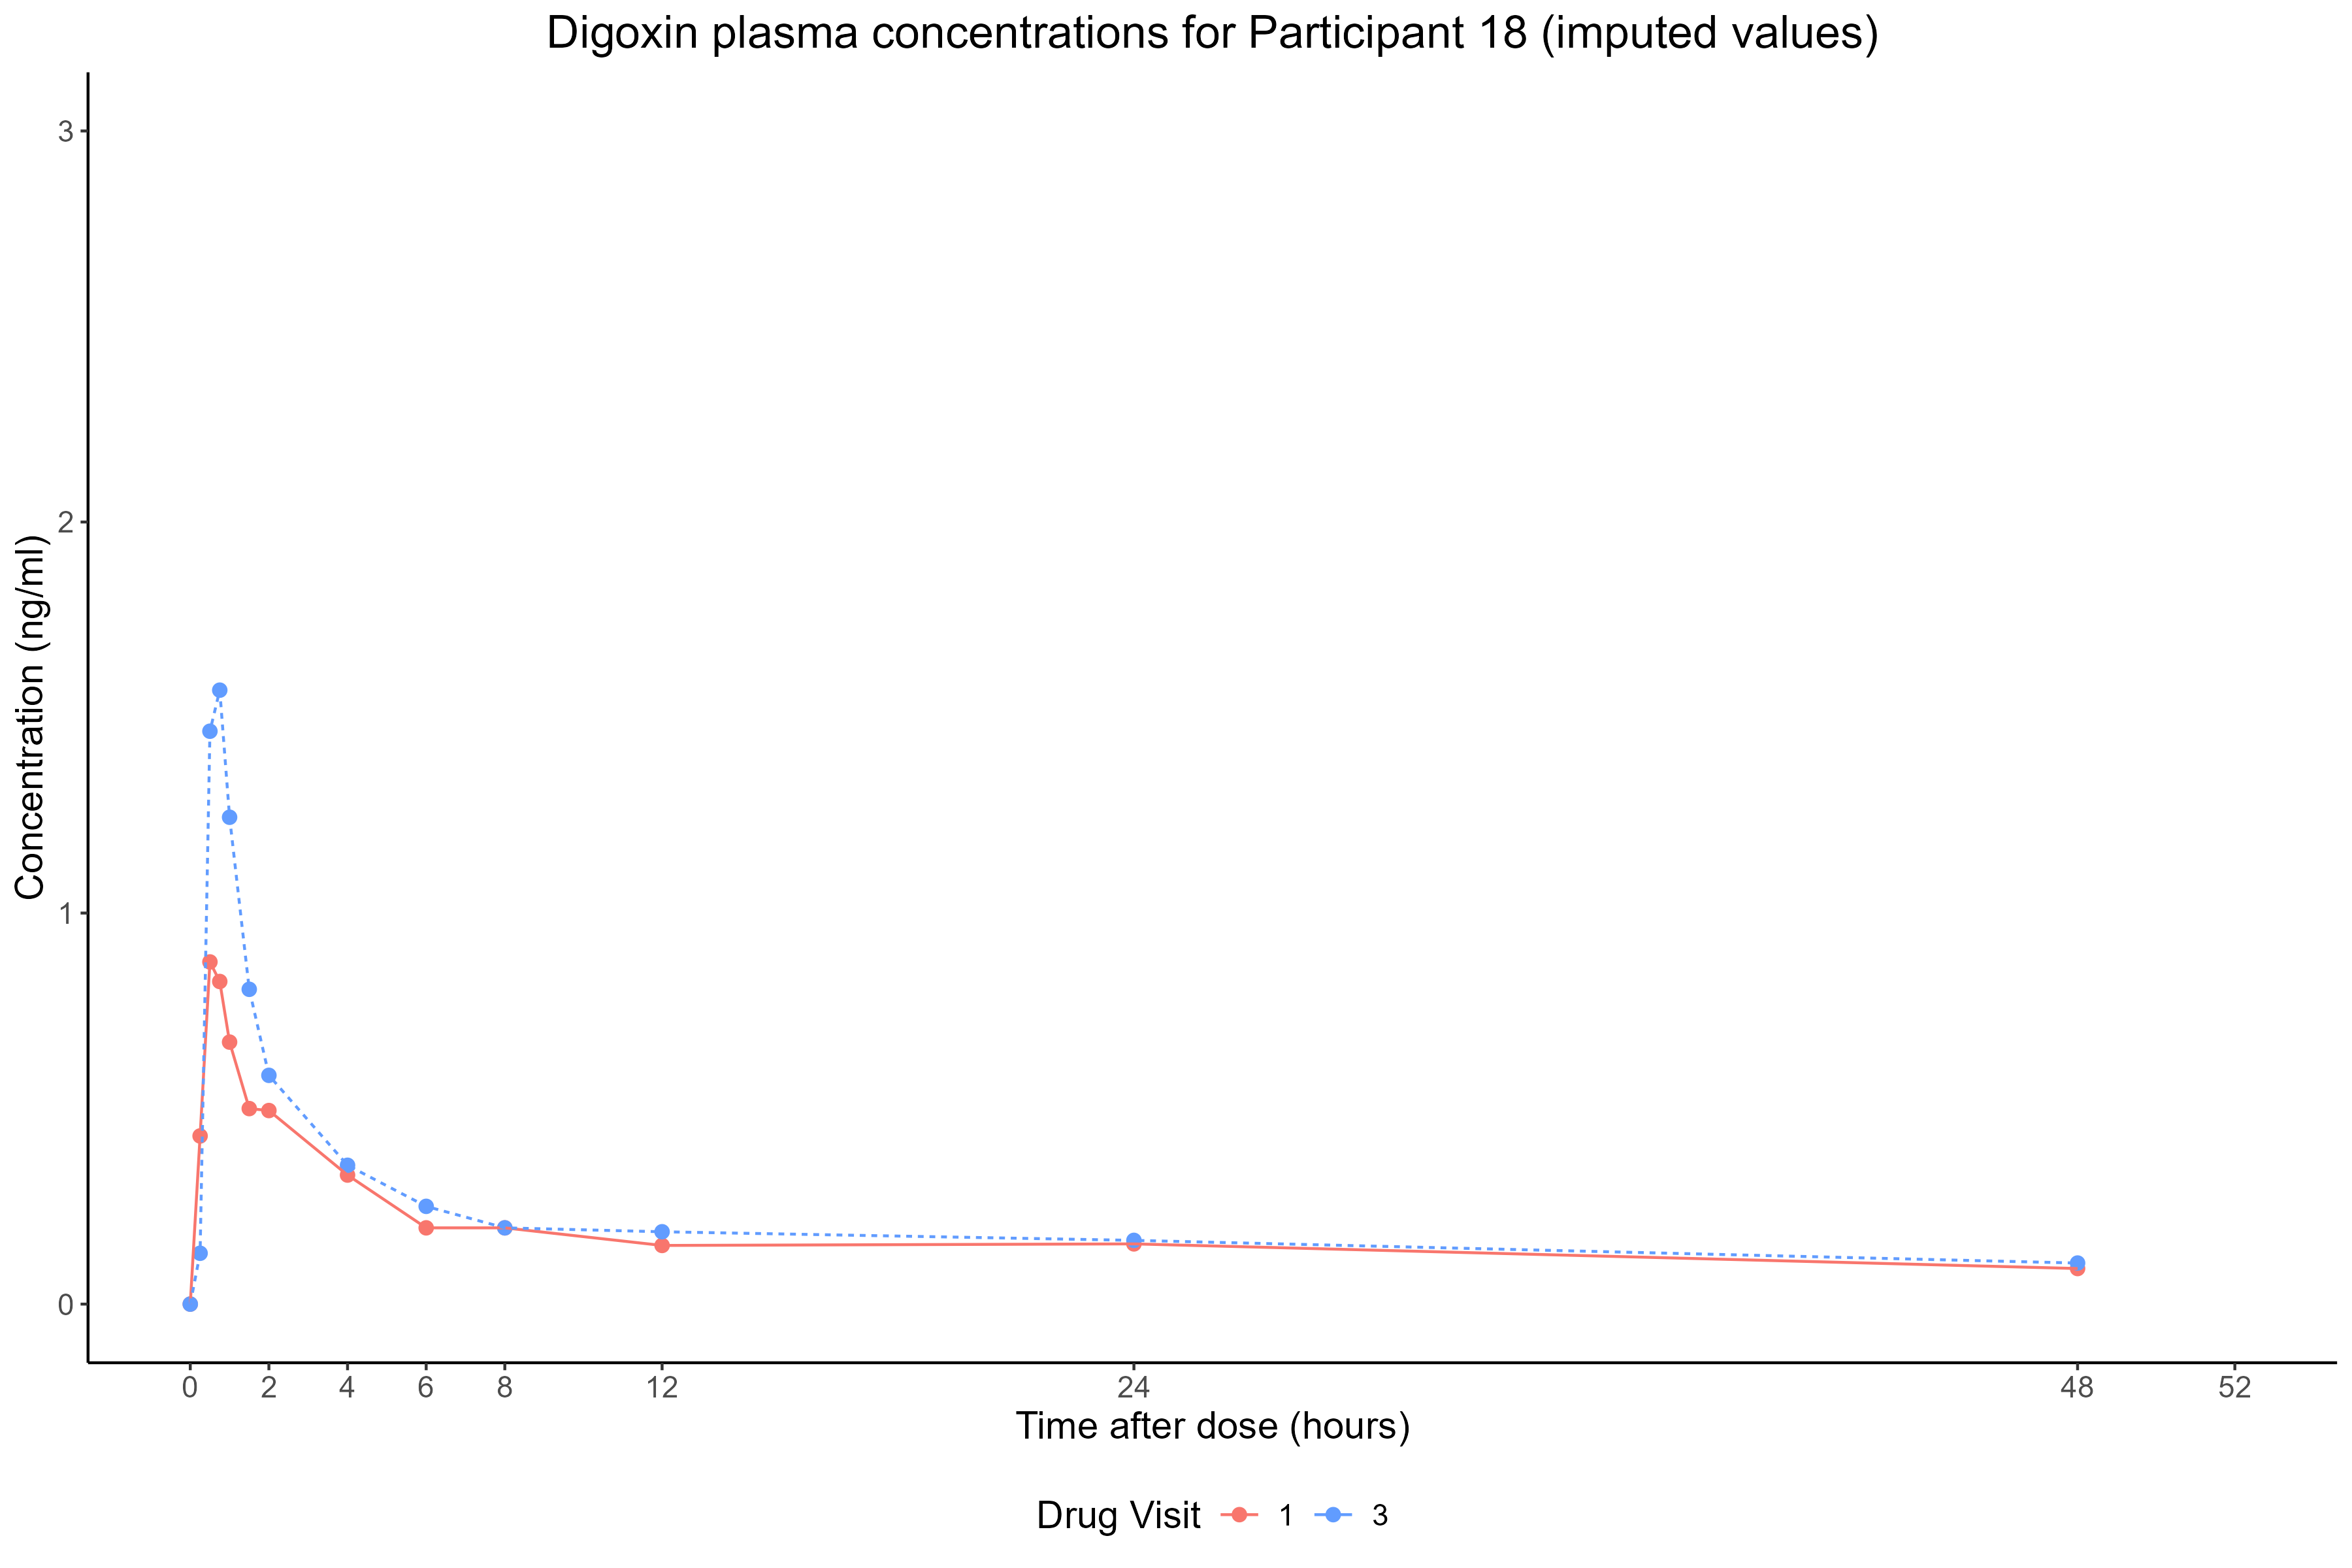 Digoxin plasma concentrations for Participant 18 (imputed values)
3
2
1
0
Concentration (ng/ml)
0 2 4 6 8 12 24 48 52
Time after dose (hours)
Drug Visit 1 3